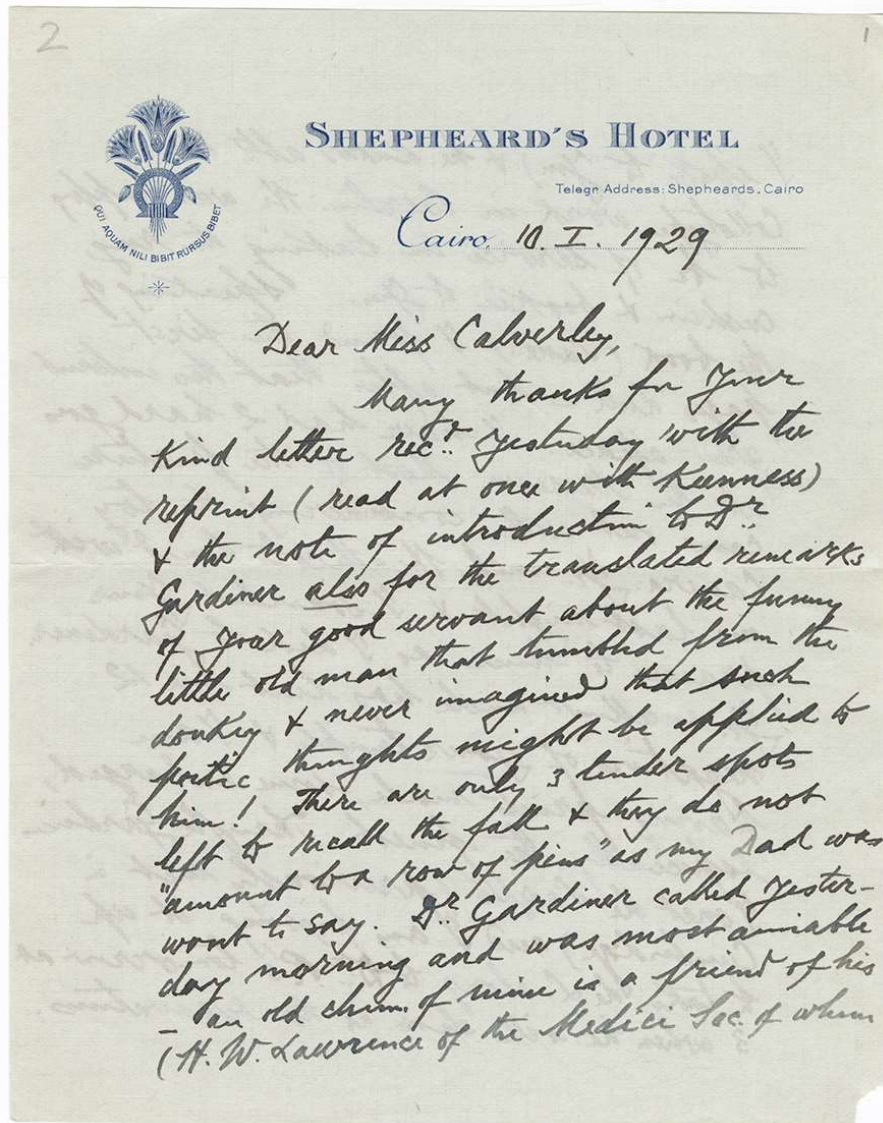 2
1
SHEPHEARD'S HOTEL
Telegr Address: Shepheards. Cairo
QUI AQUAM NILI BIBIT RURSUS BIBET
Cairo, 10. I. 1929
Dear Miss Calverley,
Many thanks for your
kind letter rec.d yesterday with the
reprint (read at once with keenness)
& the note of introduction to Dr.
Gardiner also for the translated remarks
of your good servant about the funny
little old man that tumbled from the
donkey & never imagined that such
poetic thoughts might be applied to
him! There are only 3 tender spots
left to recall the fall & they do not
"amount to a row of pins" as my Dad was
wont to say. Dr. Gardiner called yester-
day morning and was most amiable
- an old chum of mine is a friend of his
(H. W. Lawrence of the Medici Soc. of whom